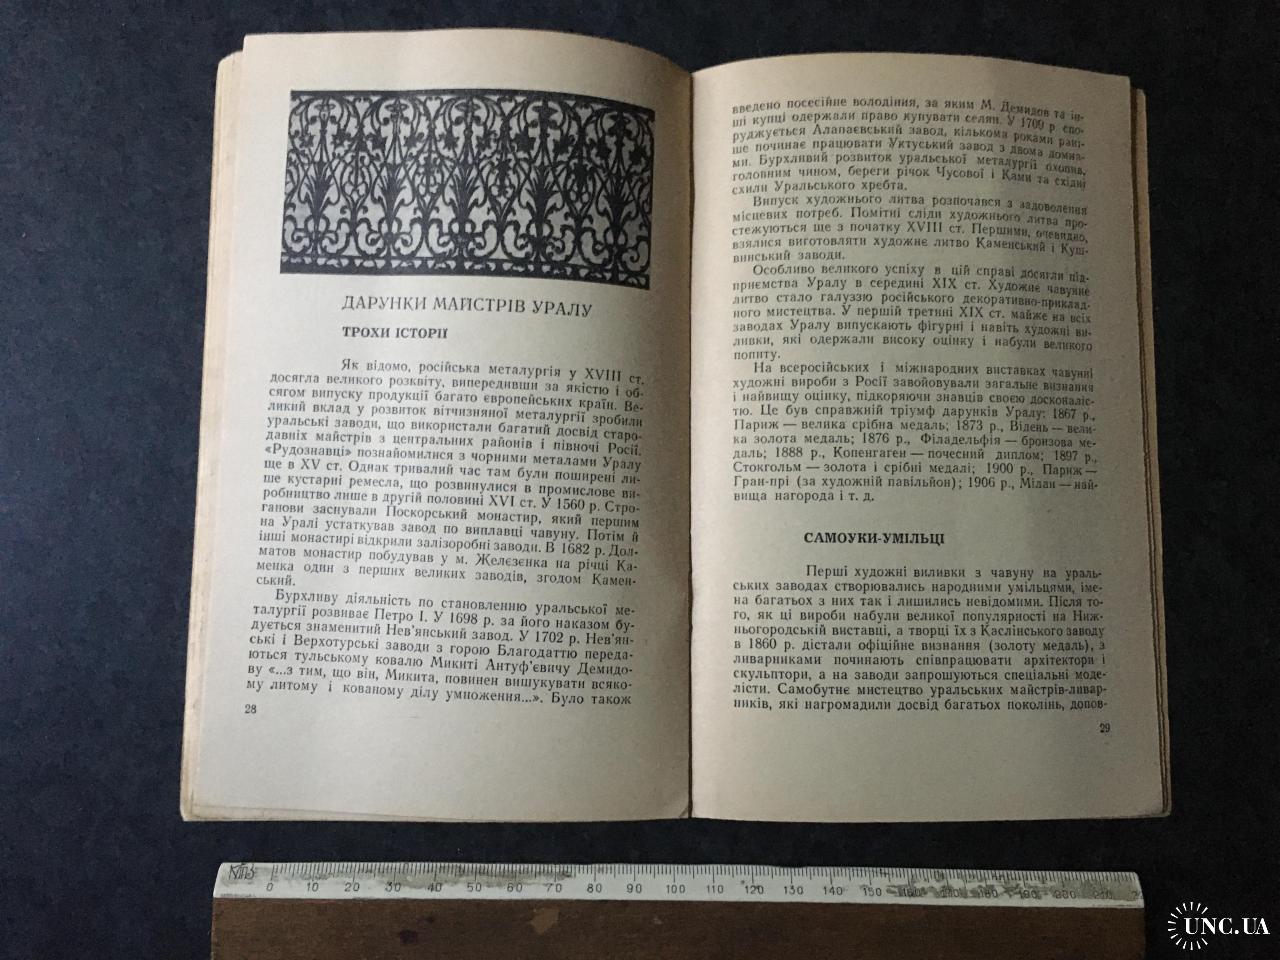 ДАРУНКИ МАЙСТРІВ УРАЛУ
ТРОХИ ІСТОРІЇ
Як відомо, російська металургія у XVIII ст.
досягла великого розквіту, випередивши за якістю і об-
сягом випуску продукції багато європейських країн. Ве-
ликий вклад у розвиток вітчизняної металургії зробили
уральські заводи, що використали багатий досвід старо-
давніх майстрів з центральних районів і півночі Росії.
«Рудознавці» познайомилися з чорними металами Уралу
ще в XV ст. Однак тривалий час там були поширені ли-
ше кустарні ремесла, що розвинулися в промислове ви-
робництво лише в другій половині XVI ст. У 1560 р. Стро-
ганови заснували Поскорський монастир, який першим
на Уралі устаткував завод по виплавці чавуну. Потім й
інші монастирі відкрили залізоробні заводи. В 1682 р. Дол-
матов монастир побудував у м. Железєнка на річці Ка-
менка один з перших великих заводів, згодом Камен-
ський.
Бурхливу діяльність по становленню уральської ме-
талургії розвиває Петро I. У 1698 р. за його наказом бу-
дується знаменитий Нев'янський завод. У 1702 р. Нев'ян-
ські і Верхотурські заводи з горою Благодаттю переда-
ються тульському ковалю Микиті Антуф'євичу Демидо-
ву «...з тим, що він, Микита, повинен вишукувати всяко-
му литому і кованому ділу умноження...». Було також
28
введено посесійне володіння, за яким М. Демидов та ін-
ші купці одержали право купувати селян. У 1709 р спо-
руджується Алапаєвський завод, кількома роками рані-
ше починає працювати Уктуський завод з двома домна-
ми. Бурхливий розвиток уральської металургії охопив,
головним чином, береги річок Чусової і Ками та східні
схили Уральського хребта.
Випуск художнього литва розпочався з задоволення
місцевих потреб. Помітні сліди художнього литва про-
стежуються ще з початку XVIII ст. Першими, очевидно,
взялися виготовляти художнє литво Каменський і Куш-
винський заводи.
Особливо великого успіху в цій справі досягли під-
приємства Уралу в середині XIX ст. Художнє чавунне
литво стало галуззю російського декоративно-приклад-
ного мистецтва. У першій третині XIX ст. майже на всіх
заводах Уралу випускають фігурні і навіть художні ви-
ливки, які одержали високу оцінку і набули великого
попиту.
На всеросійських і міжнародних виставках чавунні
художні вироби з Росії завойовували загальне визнання
і найвищу оцінку, підкоряючи знавців своєю досконаліс-
тю. Це був справжній тріумф дарунків Уралу: 1867 р.,
Париж — велика срібна медаль; 1873 р., Відень — вели-
ка золота медаль; 1876 р., Філадельфія — бронзова ме-
даль; 1888 р., Копенгаген — почесний диплом; 1897 р.,
Стокгольм — золота і срібні медалі; 1900 р., Париж —
Гран-прі (за художній павільйон); 1906 р., Мілан — най-
вища нагорода і т. д.
САМОУКИ-УМІЛЬЦІ
Перші художні виливки з чавуну на ураль-
ських заводах створювались народними умільцями, іме-
на багатьох з них так і лишились невідомими. Після то-
го, як ці вироби набули великої популярності на Ниж-
ньогородській виставці, а творці їх з Каслінського заводу
в 1860 р. дістали офіційне визнання (золоту медаль), з
ливарниками починають співпрацювати архітектори і
скульптори, а на заводи запрошуються спеціальні моде-
лісти. Самобутнє мистецтво уральських майстрів-ливар-
ників, які нагромадили досвід багатьох поколінь, допов-
29
0 10 20 30 40 50 60 70 80 90 100 110 120 130 140 150 160 170 180 190 200 210
UNC.UA